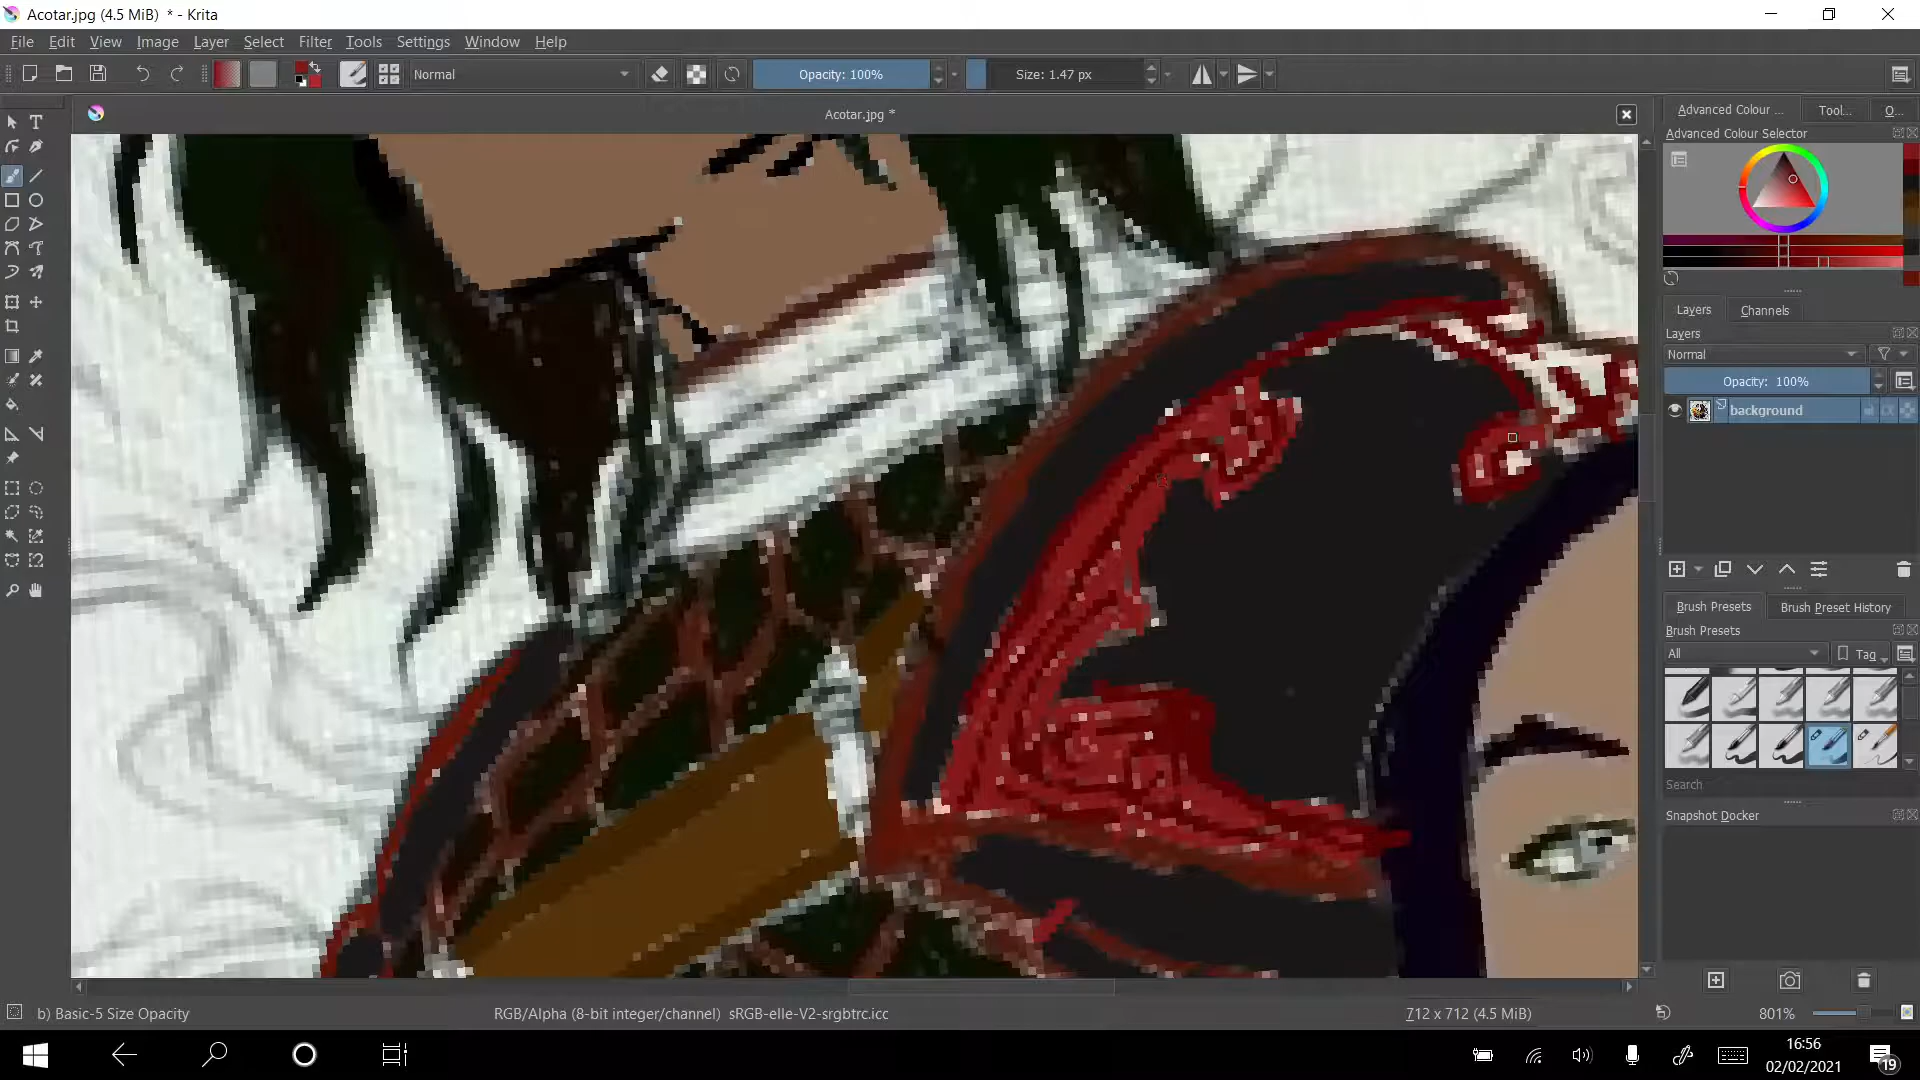 Acotar.jpg (4.5 MiB) * - Krita
File Edit View Image Layer Select Filter Tools Settings Window Help
Normal
Opacity: 100%
Size: 1.47 px
Acotar.jpg *
Advanced Colour ...
Tool...
O...
Advanced Colour Selector
Layers
Channels
Layers
Normal
Opacity: 100%
background
Brush Presets
Brush Preset History
Brush Presets
All
Tag
Search
Snapshot Docker
b) Basic-5 Size Opacity
RGB/Alpha (8-bit integer/channel) sRGB-elle-V2-srgbtrc.icc
712 x 712 (4.5 MiB)
801%
16:56
02/02/2021
19